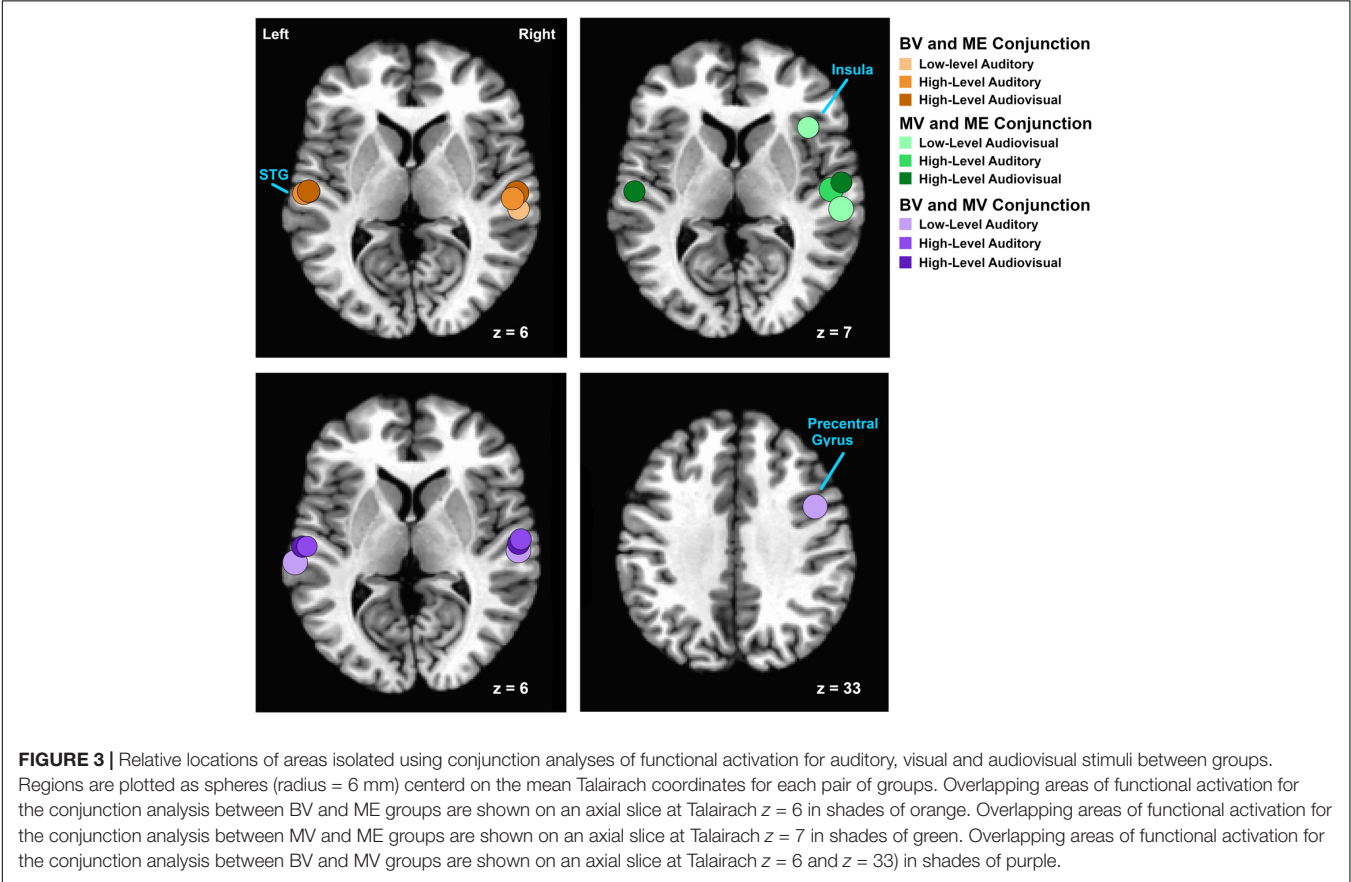 Left
Right
STG
z = 6
Insula
z = 7
BV and ME Conjunction
Low-level Auditory
High-Level Auditory
High-Level Audiovisual
MV and ME Conjunction
Low-Level Audiovisual
High-Level Auditory
High-Level Audiovisual
BV and MV Conjunction
Low-Level Auditory
High-Level Auditory
High-Level Audiovisual
z = 6
Precentral
Gyrus
z = 33
FIGURE 3 | Relative locations of areas isolated using conjunction analyses of functional activation for auditory, visual and audiovisual stimuli between groups.
Regions are plotted as spheres (radius = 6 mm) centerd on the mean Talairach coordinates for each pair of groups. Overlapping areas of functional activation for
the conjunction analysis between BV and ME groups are shown on an axial slice at Talairach z = 6 in shades of orange. Overlapping areas of functional activation for
the conjunction analysis between MV and ME groups are shown on an axial slice at Talairach z = 7 in shades of green. Overlapping areas of functional activation for
the conjunction analysis between BV and MV groups are shown on an axial slice at Talairach z = 6 and z = 33) in shades of purple.